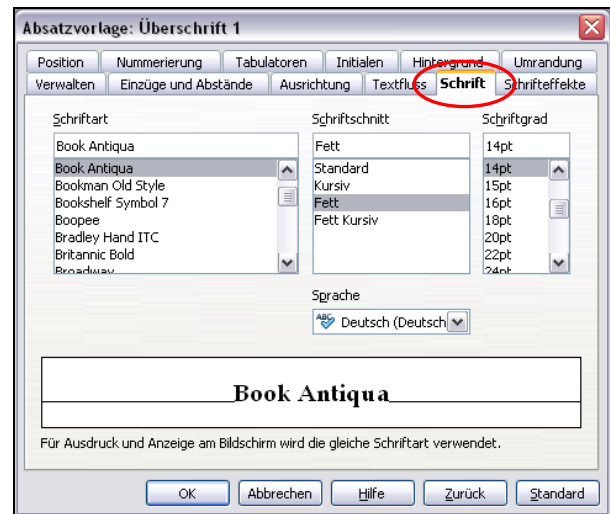 Absatzvorlage: Überschrift 1
Position Nummerierung Tabulatoren Initialen Hintergrund Umrandung
Verwalten Einzüge und Abstände Ausrichtung Textfluss Schrift Schrifteffekte
Schriftart Schriftschnitt Schriftgrad
Book Antiqua Fett 14pt
Book Antiqua Standard 14pt
Bookman Old Style Kursiv 15pt
Bookshelf Symbol 7 Fett 16pt
Boopee Fett Kursiv 18pt
Bradley Hand ITC 20pt
Britannic Bold 22pt
Broadway 24pt
Sprache
ABC Deutsch (Deutsch
Book Antiqua
Für Ausdruck und Anzeige am Bildschirm wird die gleiche Schriftart verwendet.
OK Abbrechen Hilfe Zurück Standard